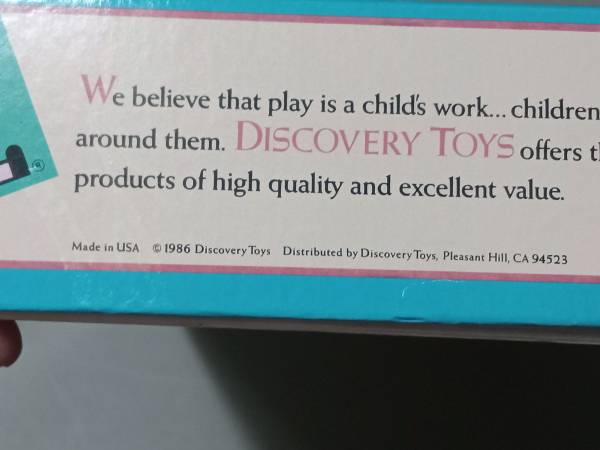 We believe that play is a child's work... children
around them. DISCOVERY TOYS offers
products of high quality and excellent value.
Made in USA © 1986 Discovery Toys Distributed by Discovery Toys, Pleasant Hill, CA 94523